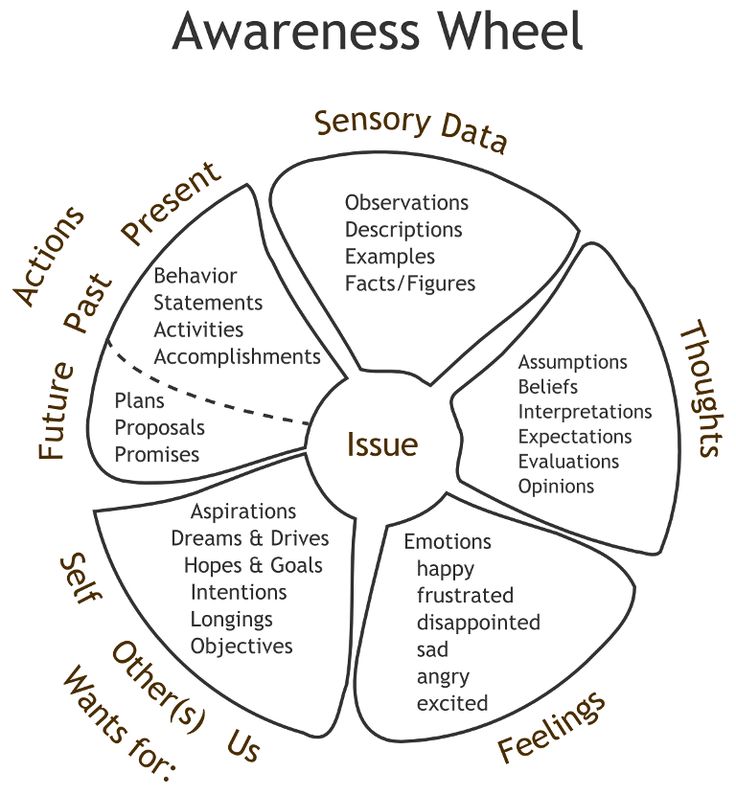 Awareness Wheel
Sensory Data
Observations
Descriptions
Examples
Facts/Figures
Thoughts
Assumptions
Beliefs
Interpretations
Expectations
Evaluations
Opinions
Feelings
Emotions
happy
frustrated
disappointed
sad
angry
excited
Wants for:
Self Other(s) Us
Aspirations
Dreams & Drives
Hopes & Goals
Intentions
Longings
Objectives
Actions
Future Past Present
Behavior
Statements
Activities
Accomplishments
Plans
Proposals
Promises
Issue